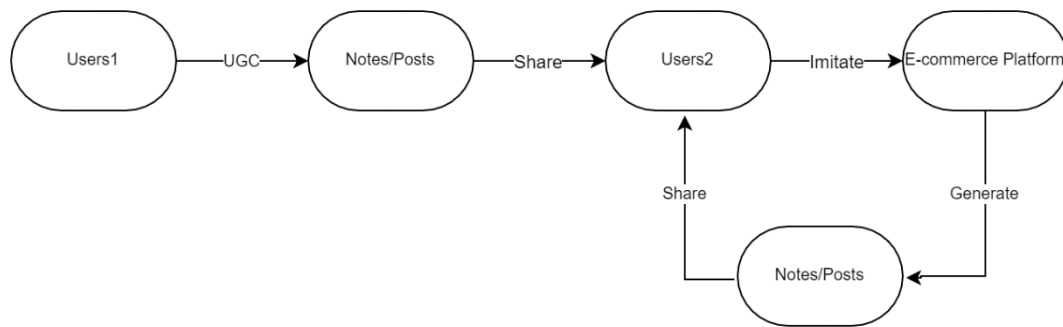 Users1
UGC
Notes/Posts
Share
Users2
Imitate
E-commerce Platform
Share
Generate
Notes/Posts